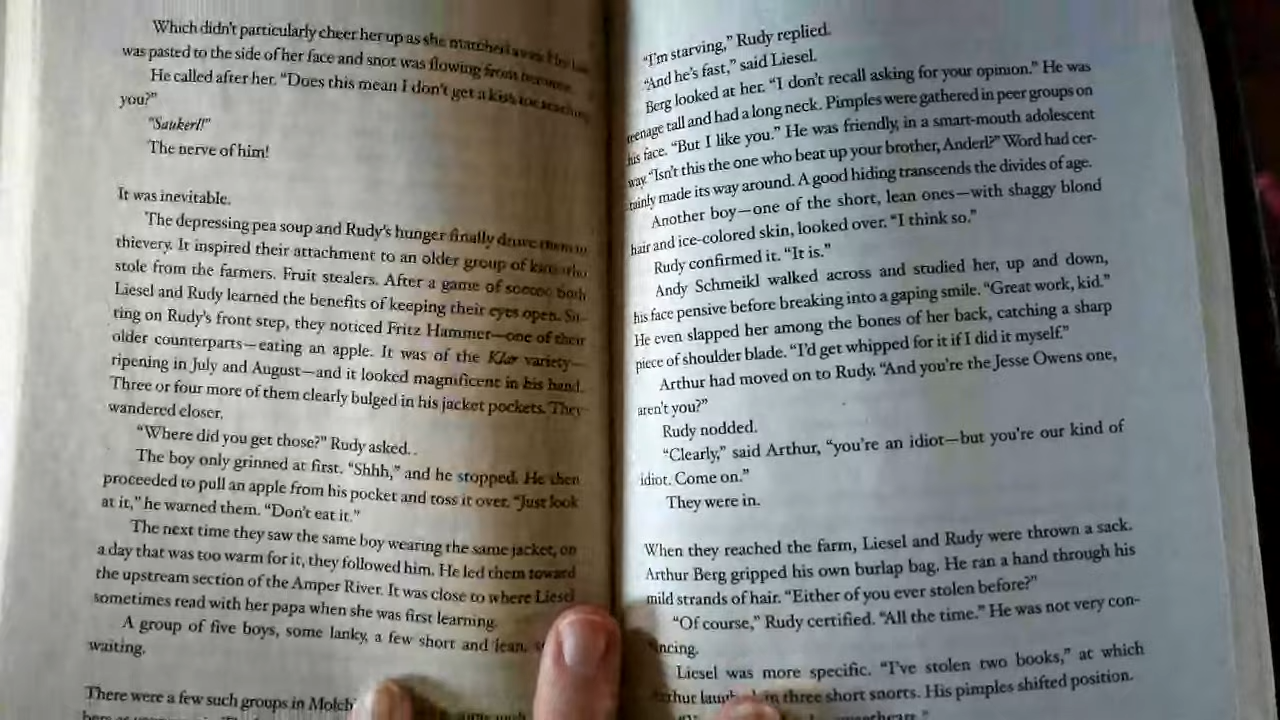 Which didn't particularly cheer her up as she marched away. Her
was pasted to the side of her face and snot was flowing from
He called after her. "Does this mean I don't get a kiss for
you?"
"Saukerl!"
The nerve of him!
It was inevitable.
The depressing pea soup and Rudy's hunger finally drove them to
thievery. It inspired their attachment to an older group of kids who
stole from the farmers. Fruit stealers. After a game of soccer, both
Liesel and Rudy learned the benefits of keeping their eyes open. Sit-
ting on Rudy's front step, they noticed Fritz Hammer—one of their
older counterparts—eating an apple. It was of the Klar variety—
ripening in July and August—and it looked magnificent in his hand.
Three or four more of them clearly bulged in his jacket pockets. They
wandered closer.
"Where did you get those?" Rudy asked.
The boy only grinned at first. "Shhh," and he stopped. He then
proceeded to pull an apple from his pocket and toss it over. "Just look
at it," he warned them. "Don't eat it."
The next time they saw the same boy wearing the same jacket, on
a day that was too warm for it, they followed him. He led them toward
the upstream section of the Amper River. It was close to where Liesel
sometimes read with her papa when she was first learning.
A group of five boys, some lanky, a few short and lean,
waiting.
There were a few such groups in Molch
"I'm starving," Rudy replied.
"And he's fast," said Liesel.
Berg looked at her. "I don't recall asking for your opinion." He was
teenage tall and had a long neck. Pimples were gathered in peer groups on
his face. "But I like you." He was friendly, in a smart-mouth adolescent
way. "Isn't this the one who beat up your brother, Anderl?" Word had cer-
tainly made its way around. A good hiding transcends the divides of age.
Another boy—one of the short, lean ones—with shaggy blond
hair and ice-colored skin, looked over. "I think so."
Rudy confirmed it. "It is."
Andy Schmeikl walked across and studied her, up and down,
his face pensive before breaking into a gaping smile. "Great work, kid."
He even slapped her among the bones of her back, catching a sharp
piece of shoulder blade. "I'd get whipped for it if I did it myself."
Arthur had moved on to Rudy. "And you're the Jesse Owens one,
aren't you?"
Rudy nodded.
"Clearly," said Arthur, "you're an idiot—but you're our kind of
idiot. Come on."
They were in.
When they reached the farm, Liesel and Rudy were thrown a sack.
Arthur Berg gripped his own burlap bag. He ran a hand through his
mild strands of hair. "Either of you ever stolen before?"
"Of course," Rudy certified. "All the time." He was not very con-
vincing.
Liesel was more specific. "I've stolen two books," at which
Arthur laughed in three short snorts. His pimples shifted position.